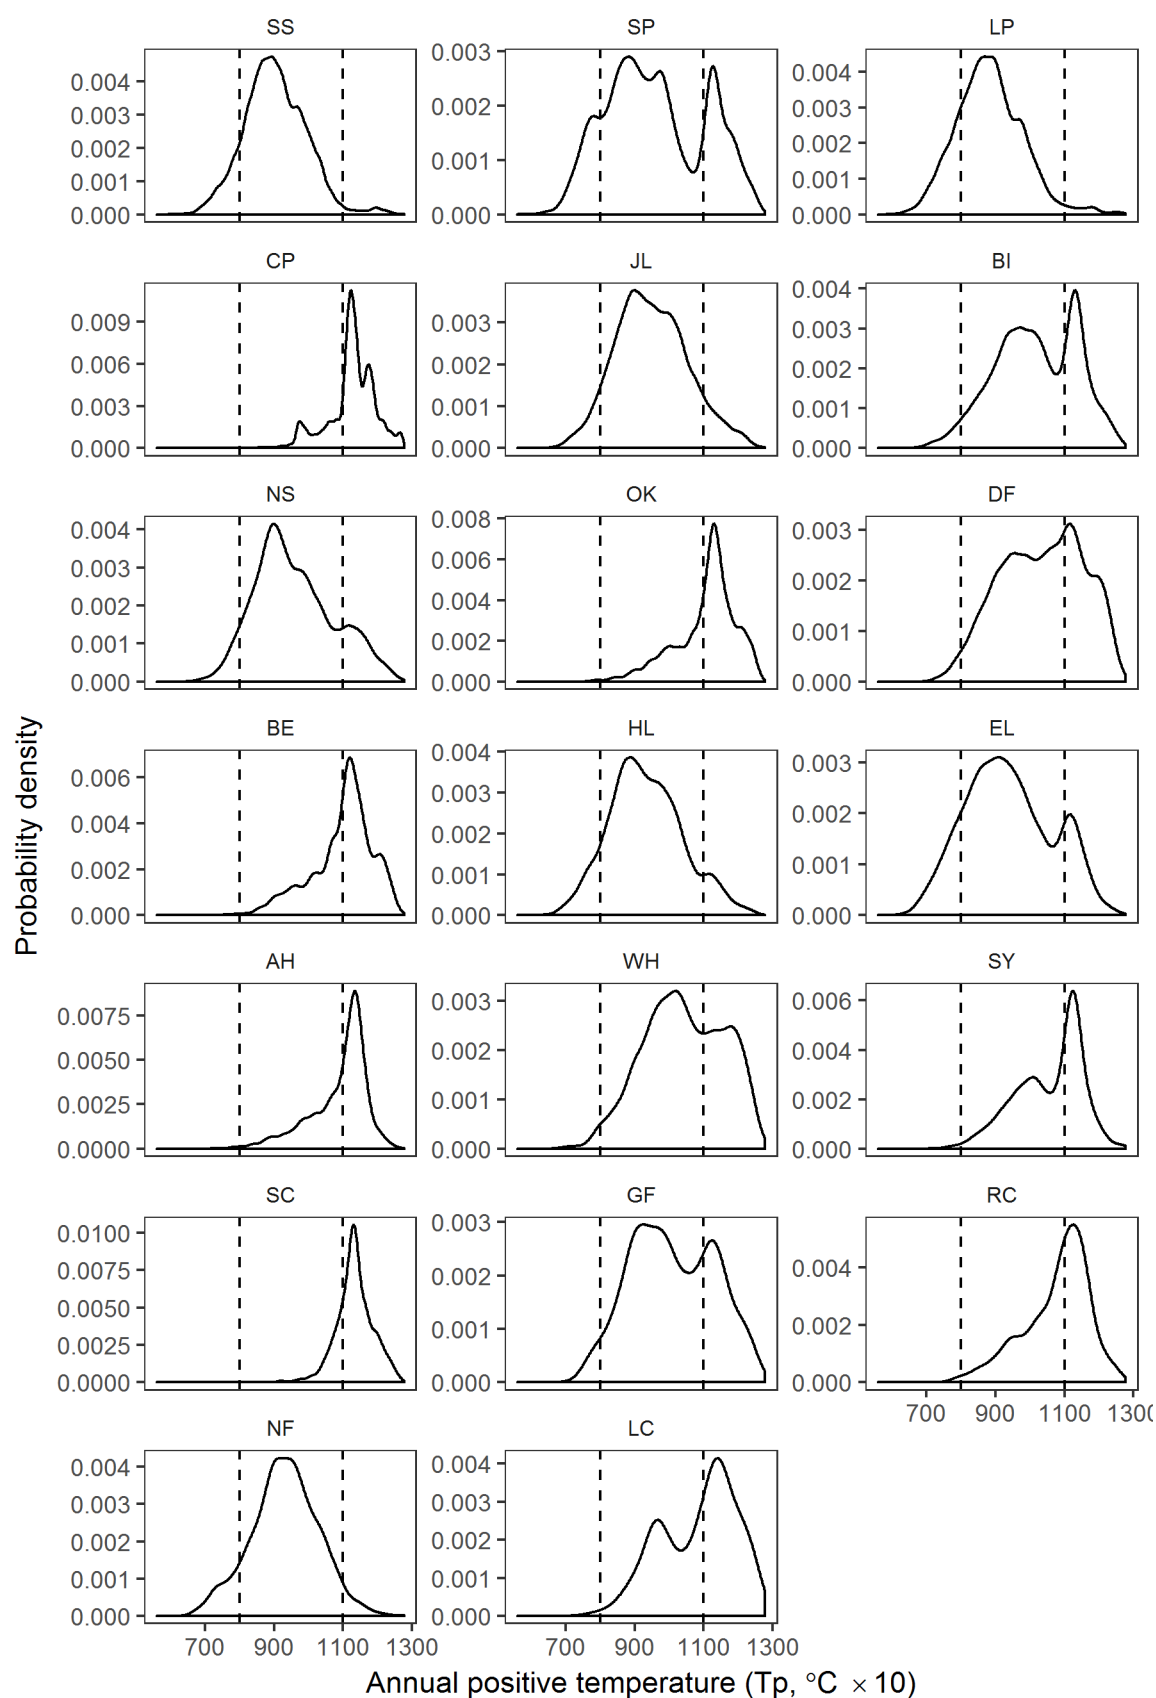 SS SP LP
0.004 0.003 0.002 0.001 0.000
0.003 0.002 0.001 0.000
0.004 0.003 0.002 0.001 0.000
CP JL BI
0.009 0.006 0.003 0.000
0.003 0.002 0.001 0.000
0.004 0.003 0.002 0.001 0.000
NS OK DF
0.004 0.003 0.002 0.001 0.000
0.008 0.006 0.004 0.002 0.000
0.003 0.002 0.001 0.000
BE HL EL
0.006 0.004 0.002 0.000
0.004 0.003 0.002 0.001 0.000
0.003 0.002 0.001 0.000
AH WH SY
0.0075 0.0050 0.0025 0.0000
0.003 0.002 0.001 0.000
0.006 0.004 0.002 0.000
SC GF RC
0.0100 0.0075 0.0050 0.0025 0.0000
0.003 0.002 0.001 0.000
0.004 0.002 0.000
700 900 1100 1300
NF LC
0.004 0.003 0.002 0.001 0.000
0.004 0.003 0.002 0.001 0.000
700 900 1100 1300
700 900 1100 1300
Probability density
Annual positive temperature (Tp, °C × 10)